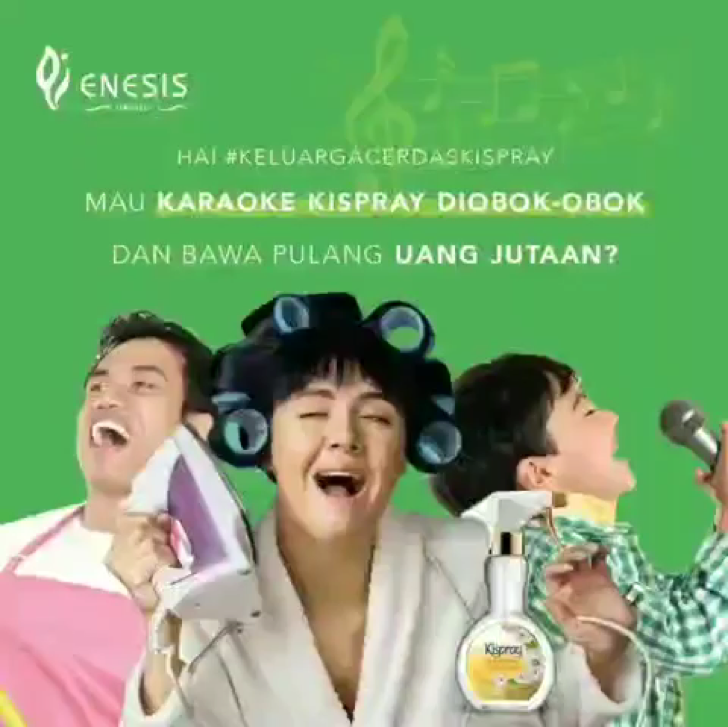 ENESIS
HAI #KELUARGACERDASKISPRAY
MAU KARAOKE KISPRAY DIOBOK-OBOK
DAN BAWA PULANG UANG JUTAAN?
Kispray